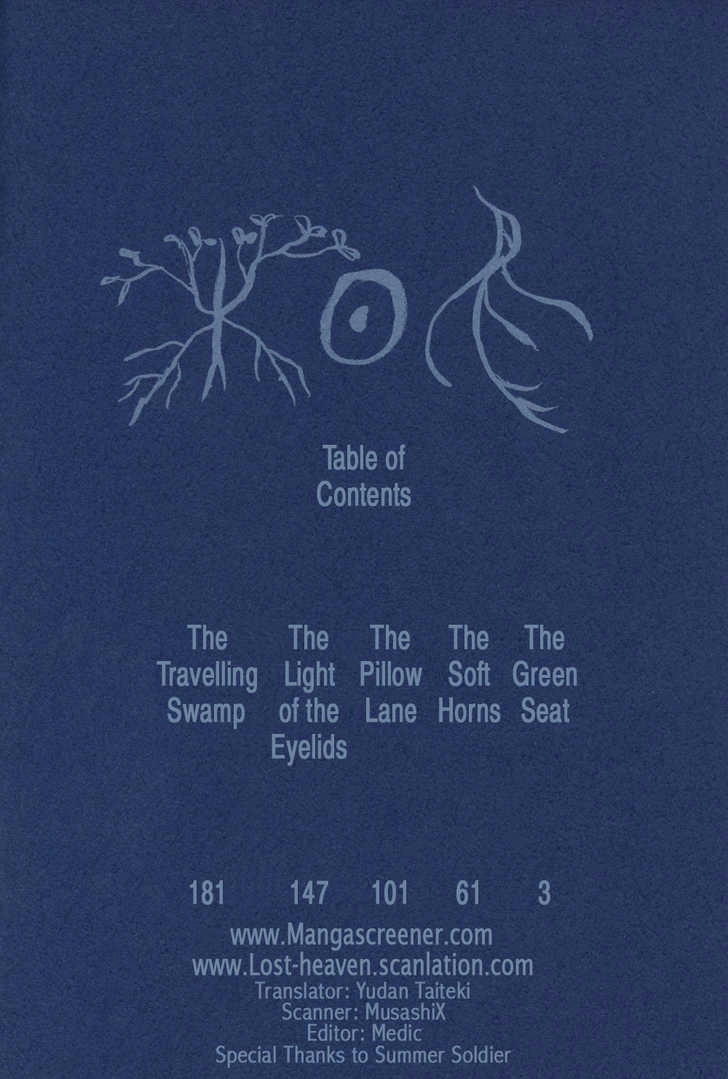 Table of
Contents
The
Travelling
Swamp
The
Light
of the
Eyelids
The
Pillow
Lane
The
Soft
Horns
The
Green
Seat
181
147
101
61
3
www.Mangascreener.com
www.Lost-heaven.scanlation.com
Translator: Yudan Taiteki
Scanner: MusashiX
Editor: Medic
Special Thanks to Summer Soldier